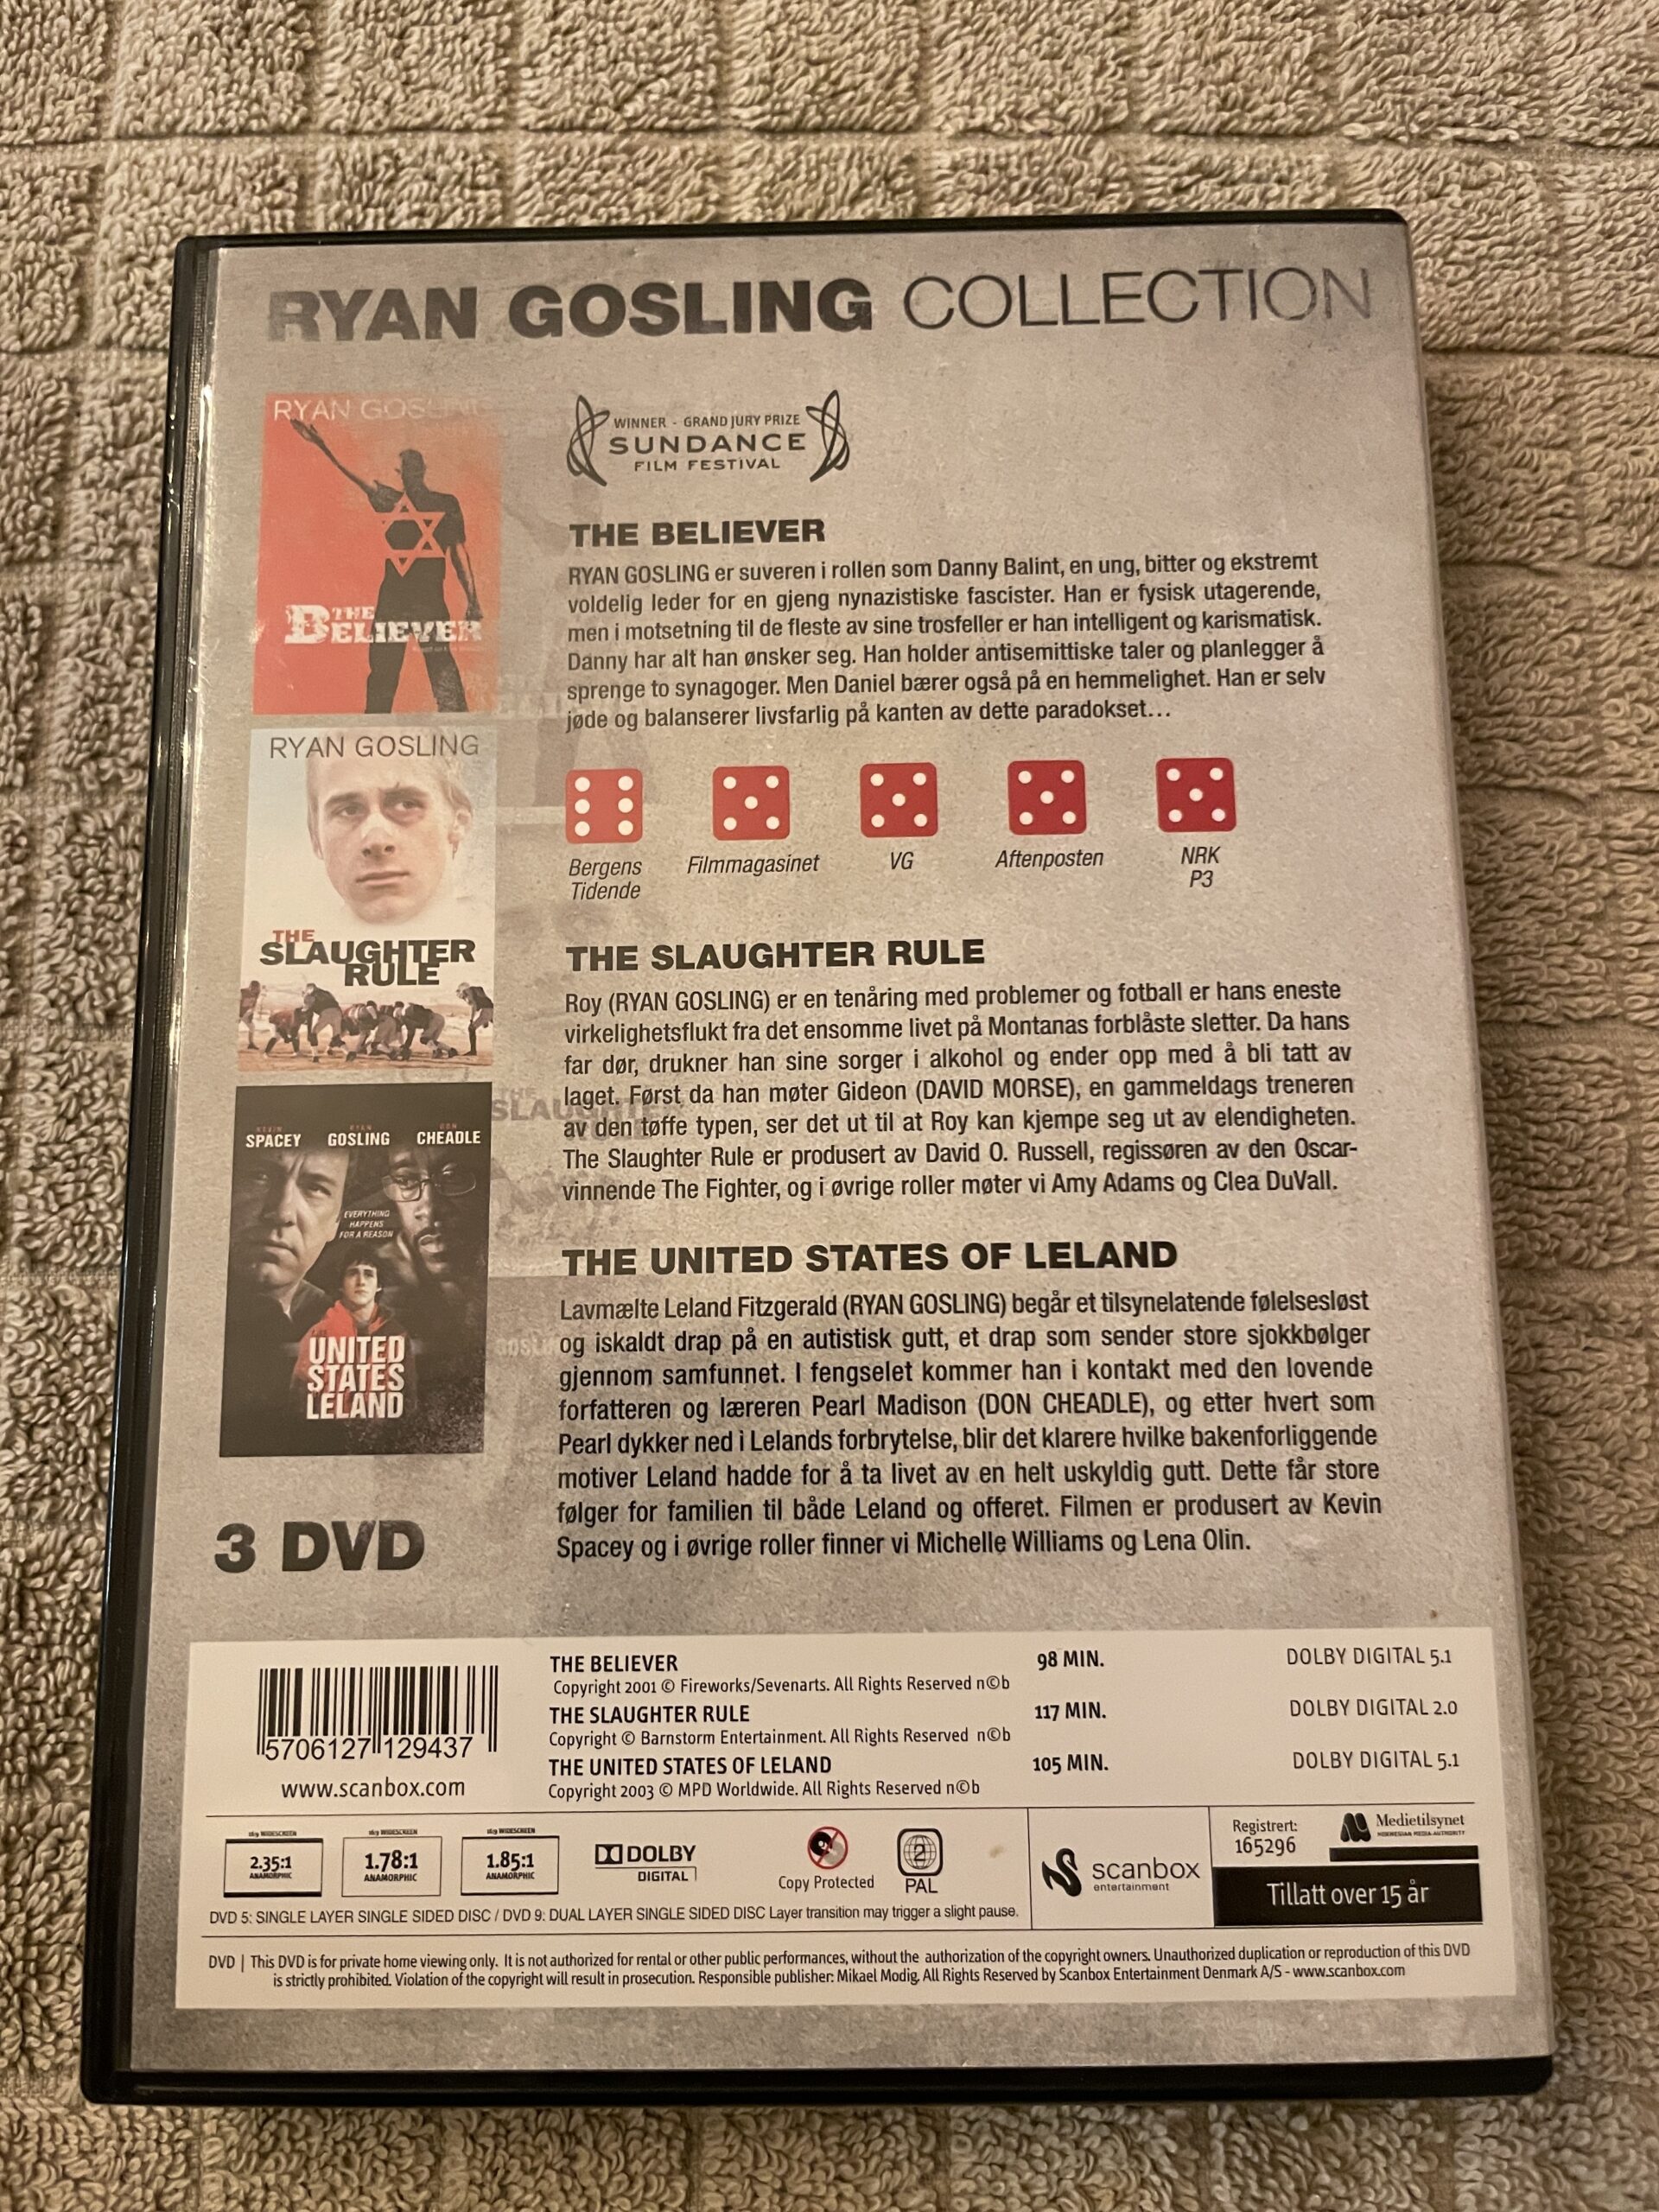 RYAN GOSLING COLLECTION
RYAN GOSLING
THE
BELIEVER
WINNER - GRAND JURY PRIZE
SUNDANCE
FILM FESTIVAL
THE BELIEVER
RYAN GOSLING er suveren i rollen som Danny Balint, en ung, bitter og ekstremt
voldelig leder for en gjeng nynazistiske fascister. Han er fysisk utagerende,
men i motsetning til de fleste av sine trosfeller er han intelligent og karismatisk.
Danny har alt han ønsker seg. Han holder antisemittiske taler og planlegger å
sprenge to synagoger. Men Daniel bærer også på en hemmelighet. Han er selv
jøde og balanserer livsfarlig på kanten av dette paradokset...
Bergens
Tidende
Filmmagasinet
VG
Aftenposten
NRK
P3
RYAN GOSLING
THE
SLAUGHTER
RULE
THE SLAUGHTER RULE
Roy (RYAN GOSLING) er en tenåring med problemer og fotball er hans eneste
virkelighetsflukt fra det ensomme livet på Montanas forblåste sletter. Da hans
far dør, drukner han sine sorger i alkohol og ender opp med å bli tatt av
laget. Først da han møter Gideon (DAVID MORSE), en gammeldags treneren
av den tøffe typen, ser det ut til at Roy kan kjempe seg ut av elendigheten.
The Slaughter Rule er produsert av David O. Russell, regissøren av den Oscar-
vinnende The Fighter, og i øvrige roller møter vi Amy Adams og Clea DuVall.
KEVIN SPACEY
RYAN GOSLING
DON CHEADLE
EVERYTHING
HAPPENS
FOR A REASON
UNITED
STATES
LELAND
THE UNITED STATES OF LELAND
Lavmælte Leland Fitzgerald (RYAN GOSLING) begår et tilsynelatende følelsesløst
og iskaldt drap på en autistisk gutt, et drap som sender store sjokkbølger
gjennom samfunnet. I fengselet kommer han i kontakt med den lovende
forfatteren og læreren Pearl Madison (DON CHEADLE), og etter hvert som
Pearl dykker ned i Lelands forbrytelse, blir det klarere hvilke bakenforliggende
motiver Leland hadde for å ta livet av en helt uskyldig gutt. Dette får store
følger for familien til både Leland og offeret. Filmen er produsert av Kevin
Spacey og i øvrige roller finner vi Michelle Williams og Lena Olin.
3 DVD
5706127 129437
www.scanbox.com
THE BELIEVER 98 MIN. DOLBY DIGITAL 5.1
Copyright 2001 © Fireworks/Sevenarts. All Rights Reserved n©b
THE SLAUGHTER RULE 117 MIN. DOLBY DIGITAL 2.0
Copyright © Barnstorm Entertainment. All Rights Reserved n©b
THE UNITED STATES OF LELAND 105 MIN. DOLBY DIGITAL 5.1
Copyright 2003 © MPD Worldwide. All Rights Reserved n©b
16:9 WIDESCREEN
2.35:1
ANAMORPHIC
16:9 WIDESCREEN
1.78:1
ANAMORPHIC
16:9 WIDESCREEN
1.85:1
ANAMORPHIC
DOLBY
DIGITAL
Copy Protected
2
PAL
scanbox
entertainment
Registrert:
165296
Medietilsynet
NORWEGIAN MEDIA AUTHORITY
Tillatt over 15 år
DVD 5: SINGLE LAYER SINGLE SIDED DISC / DVD 9: DUAL LAYER SINGLE SIDED DISC Layer transition may trigger a slight pause.
DVD | This DVD is for private home viewing only. It is not authorized for rental or other public performances, without the authorization of the copyright owners. Unauthorized duplication or reproduction of this DVD
is strictly prohibited. Violation of the copyright will result in prosecution. Responsible publisher: Mikael Modig. All Rights Reserved by Scanbox Entertainment Denmark A/S - www.scanbox.com